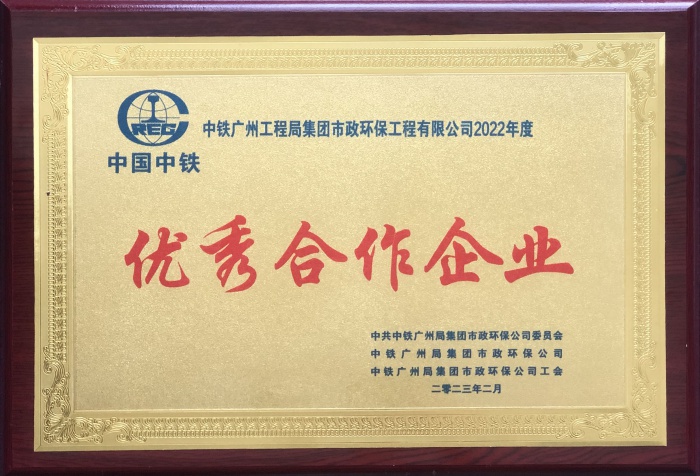 CREC
中铁广州工程局集团市政环保工程有限公司2022年度
中国中铁
优秀合作企业
中共中铁广州局集团市政环保公司委员会
中铁广州局集团市政环保公司
中铁广州局集团市政环保公司工会
二零二三年二月